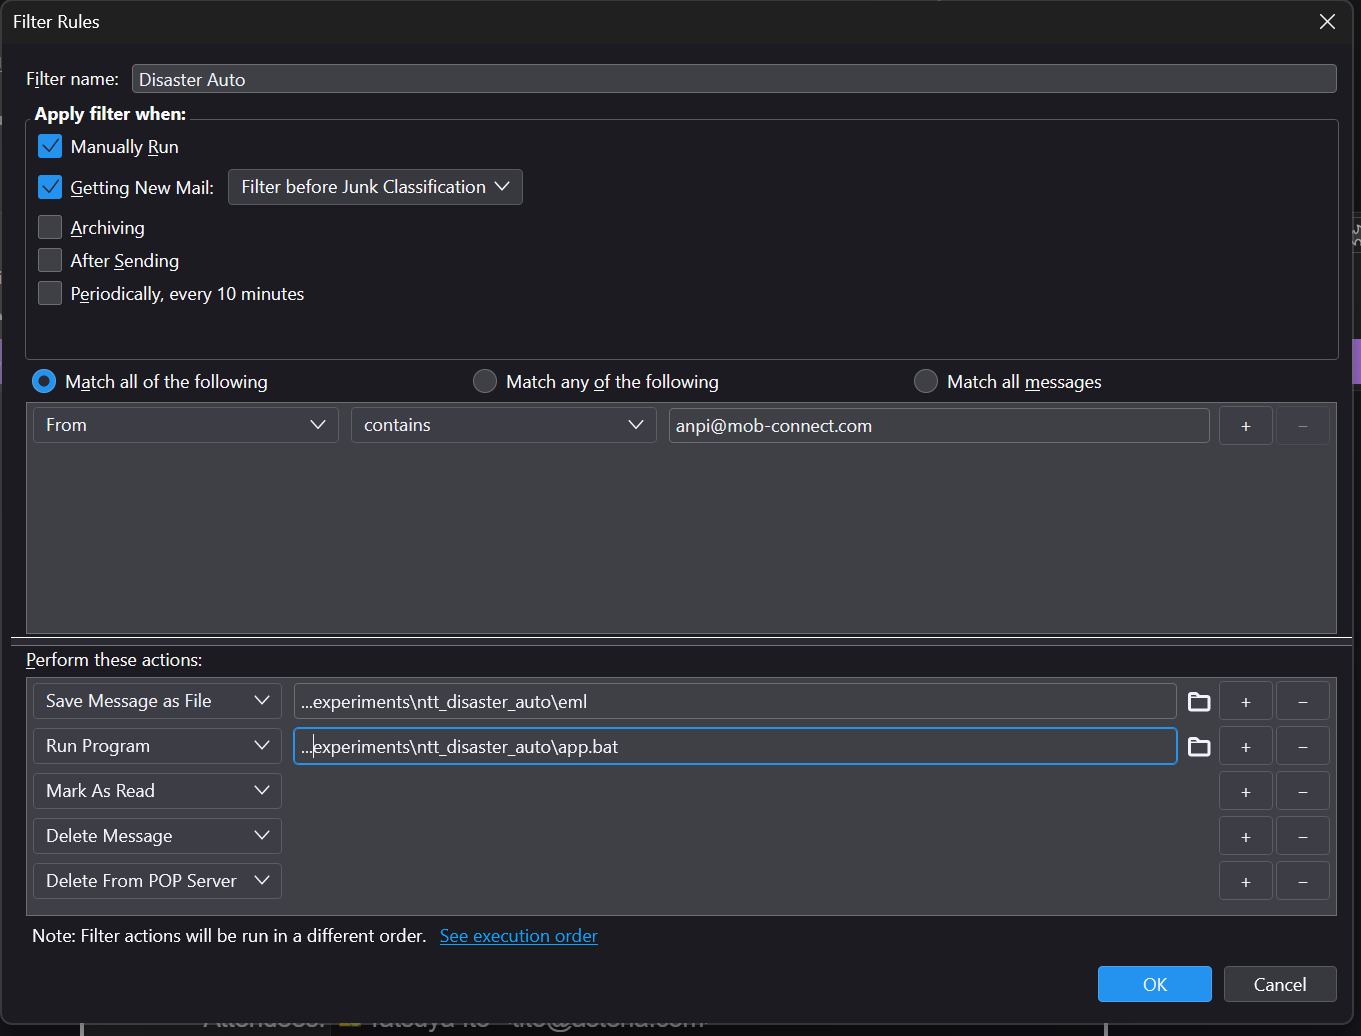 Filter Rules
Filter name: Disaster Auto
Apply filter when:
Manually Run
Getting New Mail: Filter before Junk Classification
Archiving
After Sending
Periodically, every 10 minutes
Match all of the following Match any of the following Match all messages
From contains anpi@mob-connect.com + −
Perform these actions:
Save Message as File ...experiments\ntt_disaster_auto\eml + −
Run Program ...experiments\ntt_disaster_auto\app.bat + −
Mark As Read + −
Delete Message + −
Delete From POP Server + −
Note: Filter actions will be run in a different order. See execution order
OK Cancel